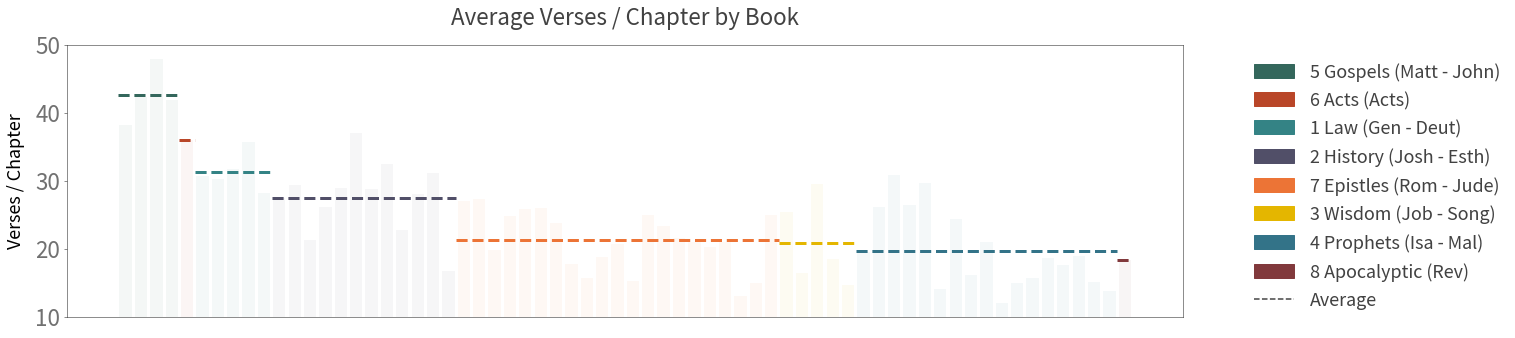 Average Verses / Chapter by Book
Verses / Chapter
50
40
30
20
10
5 Gospels (Matt - John)
6 Acts (Acts)
1 Law (Gen - Deut)
2 History (Josh - Esth)
7 Epistles (Rom - Jude)
3 Wisdom (Job - Song)
4 Prophets (Isa - Mal)
8 Apocalyptic (Rev)
Average